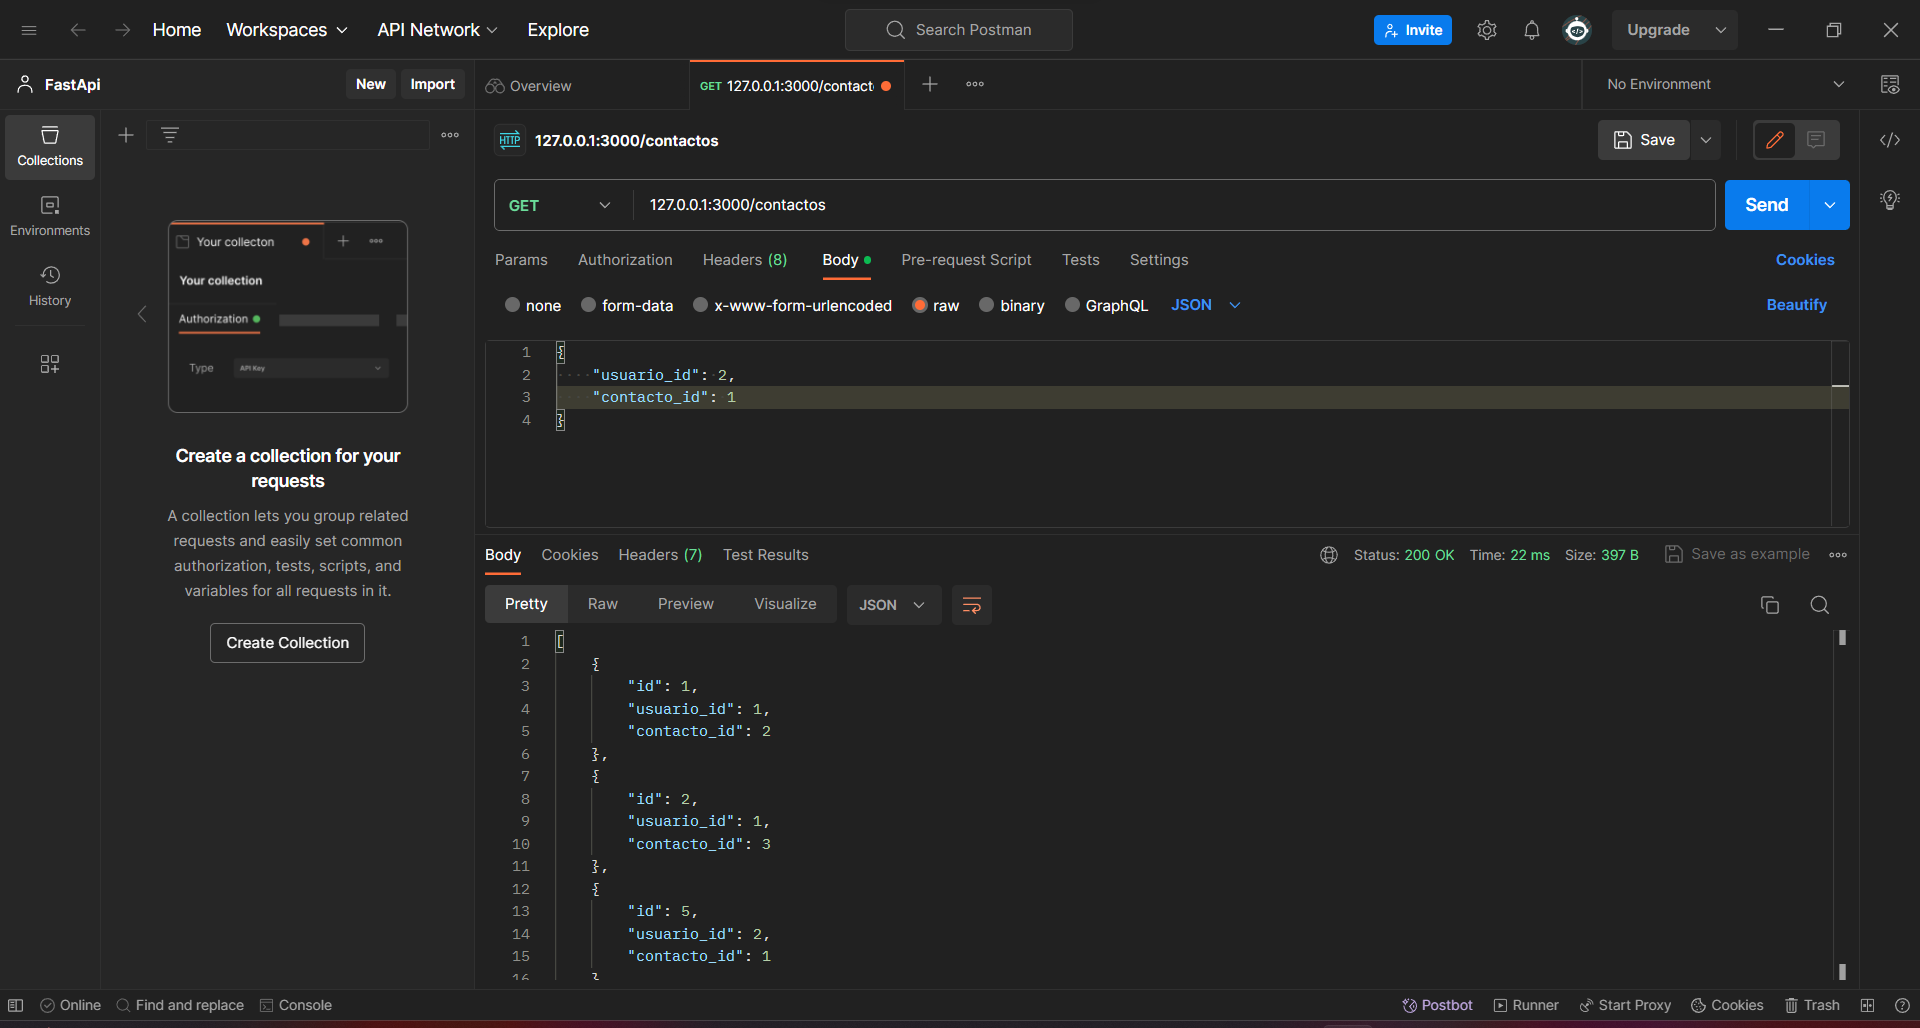 Home Workspaces API Network Explore Search Postman Invite Upgrade
FastApi New Import Overview GET 127.0.0.1:3000/contact No Environment
Collections
Environments
History
Your collecton
Your collection
Authorization
Type API Key
Create a collection for your
requests
A collection lets you group related
requests and easily set common
authorization, tests, scripts, and
variables for all requests in it.
Create Collection
HTTP 127.0.0.1:3000/contactos Save
GET 127.0.0.1:3000/contactos Send
Params Authorization Headers (8) Body Pre-request Script Tests Settings Cookies
none form-data x-www-form-urlencoded raw binary GraphQL JSON Beautify
1 {
2 "usuario_id": 2,
3 "contacto_id": 1
4 }
Body Cookies Headers (7) Test Results Status: 200 OK Time: 22 ms Size: 397 B Save as example
Pretty Raw Preview Visualize JSON
1 [
2 {
3 "id": 1,
4 "usuario_id": 1,
5 "contacto_id": 2
6 },
7 {
8 "id": 2,
9 "usuario_id": 1,
10 "contacto_id": 3
11 },
12 {
13 "id": 5,
14 "usuario_id": 2,
15 "contacto_id": 1
16 }
Online Find and replace Console Postbot Runner Start Proxy Cookies Trash